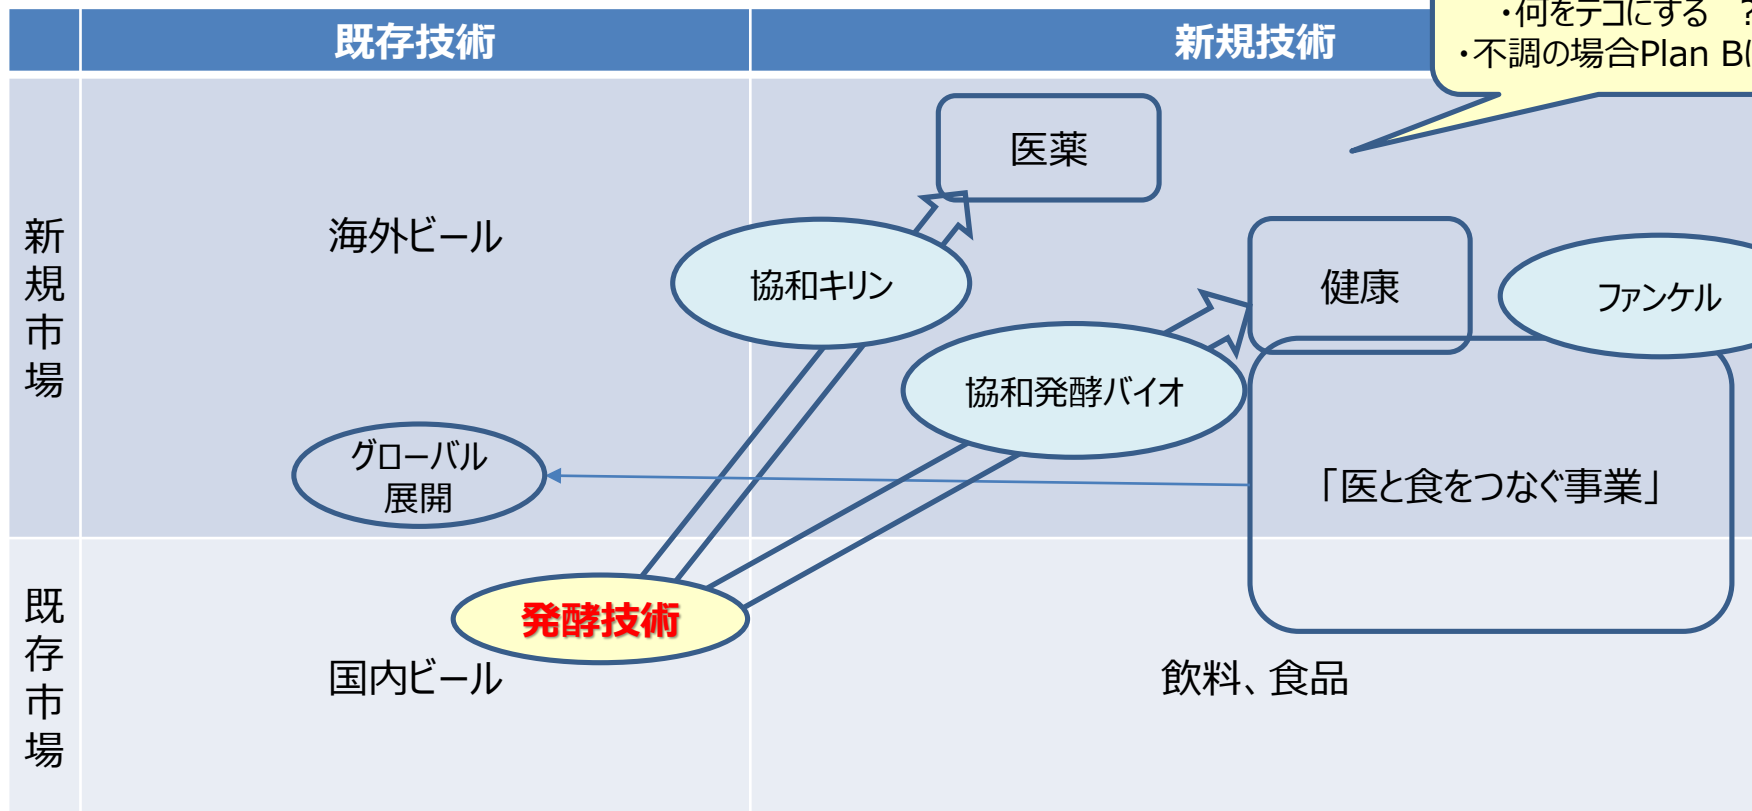 既存技術
新規技術
・何をテコにする ?
・不調の場合Plan B
医薬
新規市場
海外ビール
協和キリン
健康
ファンケル
協和発酵バイオ
グローバル
展開
「医と食をつなぐ事業」
発酵技術
既存市場
国内ビール
飲料、食品